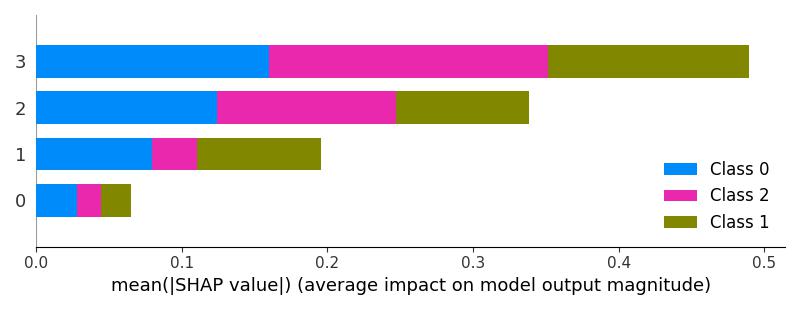 3
2
1
0
Class 0
Class 2
Class 1
0.0 0.1 0.2 0.3 0.4 0.5
mean(|SHAP value|) (average impact on model output magnitude)